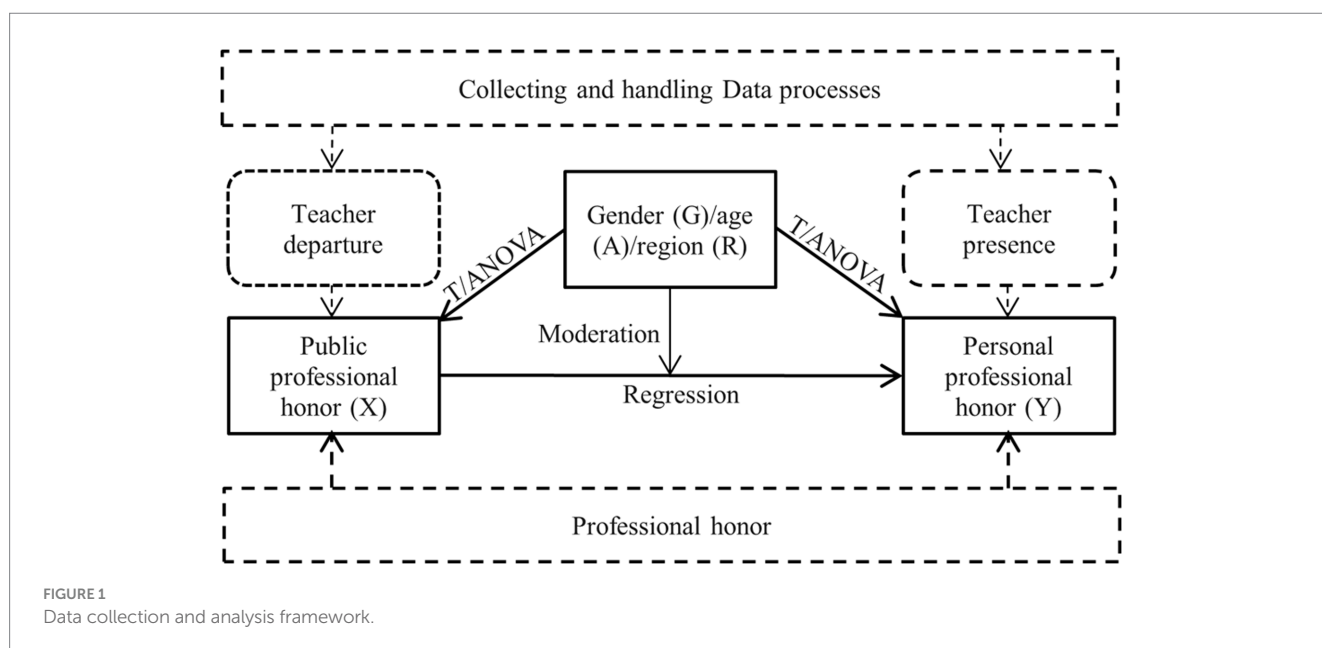 Collecting and handling Data processes
Teacher
departure
Gender (G)/age
(A)/region (R)
Teacher
presence
T/ANOVA
T/ANOVA
Public
professional
honor (X)
Moderation
Regression
Personal
professional
honor (Y)
Professional honor
FIGURE 1
Data collection and analysis framework.